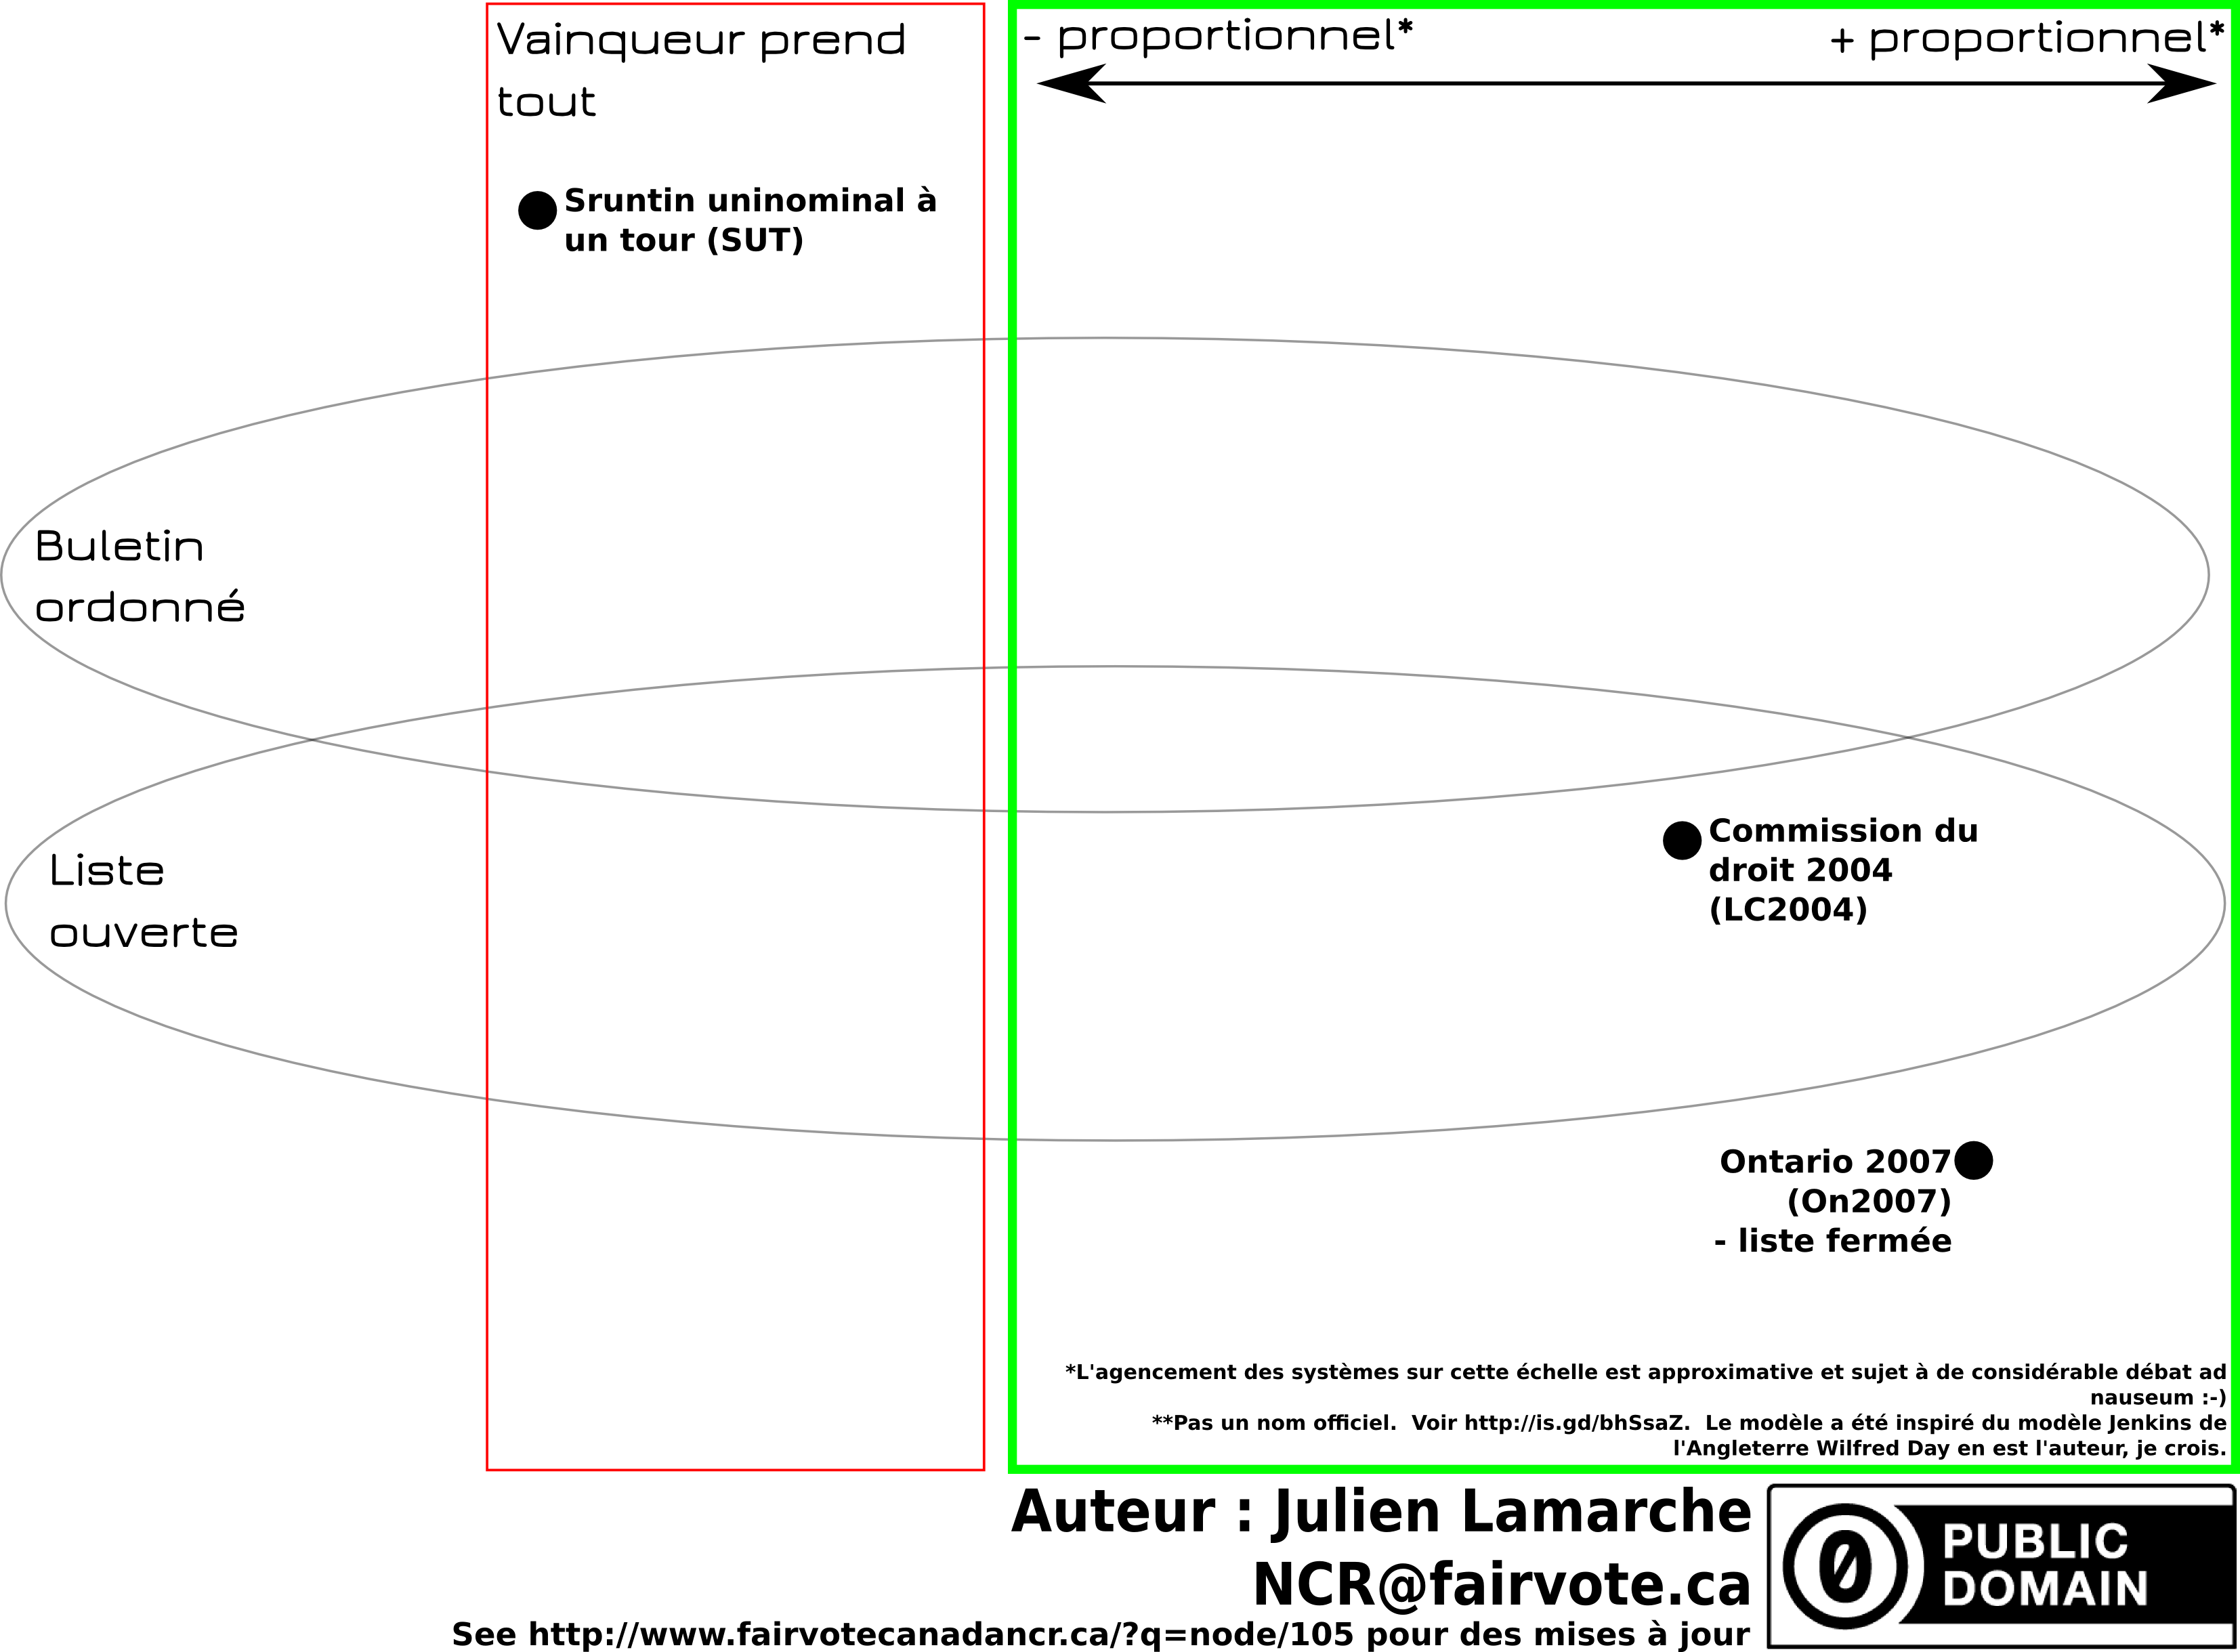 Vainqueur prend
tout
- proportionnel*
+ proportionnel*
Sruntin uninominal à
un tour (SUT)
Buletin
ordonné
Liste
ouverte
Commission du
droit 2004
(LC2004)
Ontario 2007
(On2007)
- liste fermée
*L'agencement des systèmes sur cette échelle est approximative et sujet à de considérable débat ad
nauseum :-)
**Pas un nom officiel.  Voir http://is.gd/bhSsaZ.  Le modèle a été inspiré du modèle Jenkins de
l'Angleterre Wilfred Day en est l'auteur, je crois.
Auteur : Julien Lamarche
NCR@fairvote.ca
See http://www.fairvotecanadancr.ca/?q=node/105 pour des mises à jour
0
PUBLIC
DOMAIN